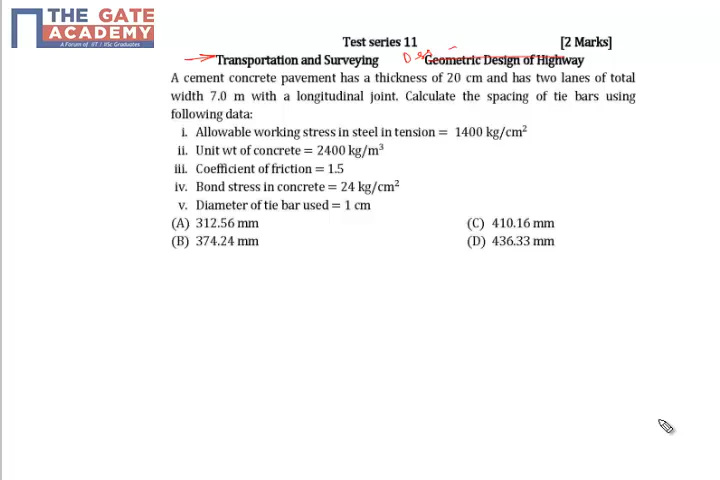 THE GATE
ACADEMY
A Forum of IIT / IISc Graduates
Test series 11 [2 Marks]
Transportation and Surveying Des Geometric Design of Highway
A cement concrete pavement has a thickness of 20 cm and has two lanes of total
width 7.0 m with a longitudinal joint. Calculate the spacing of tie bars using
following data:
i. Allowable working stress in steel in tension = 1400 kg/cm²
ii. Unit wt of concrete = 2400 kg/m³
iii. Coefficient of friction = 1.5
iv. Bond stress in concrete = 24 kg/cm²
v. Diameter of tie bar used = 1 cm
(A) 312.56 mm (C) 410.16 mm
(B) 374.24 mm (D) 436.33 mm